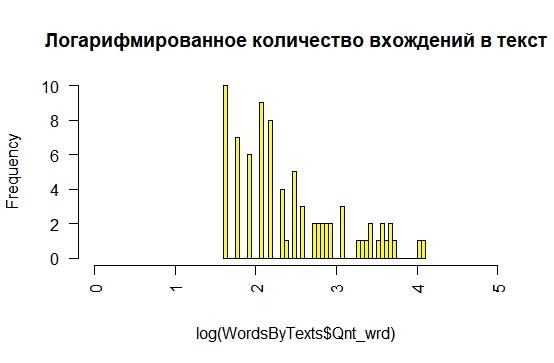 Логарифмированное количество вхождений в текст
10
8
6
4
2
0
Frequency
0 1 2 3 4 5
log(WordsByTexts$Qnt_wrd)